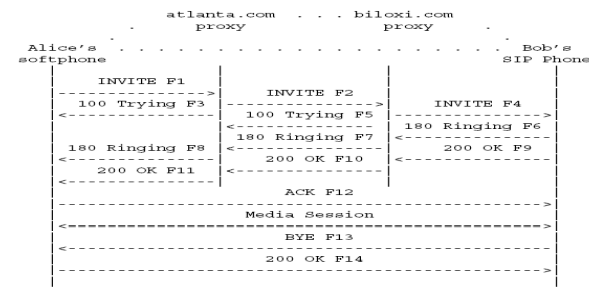 atlanta.com . . . biloxi.com
. proxy proxy .
. .
Alice's . . . . . . . . . . . . . . . . . . . . Bob's
softphone SIP Phone
INVITE F1
INVITE F2
100 Trying F3 INVITE F4
100 Trying F5
180 Ringing F6
180 Ringing F7
180 Ringing F8 200 OK F9
200 OK F10
200 OK F11
ACK F12
Media Session
BYE F13
200 OK F14